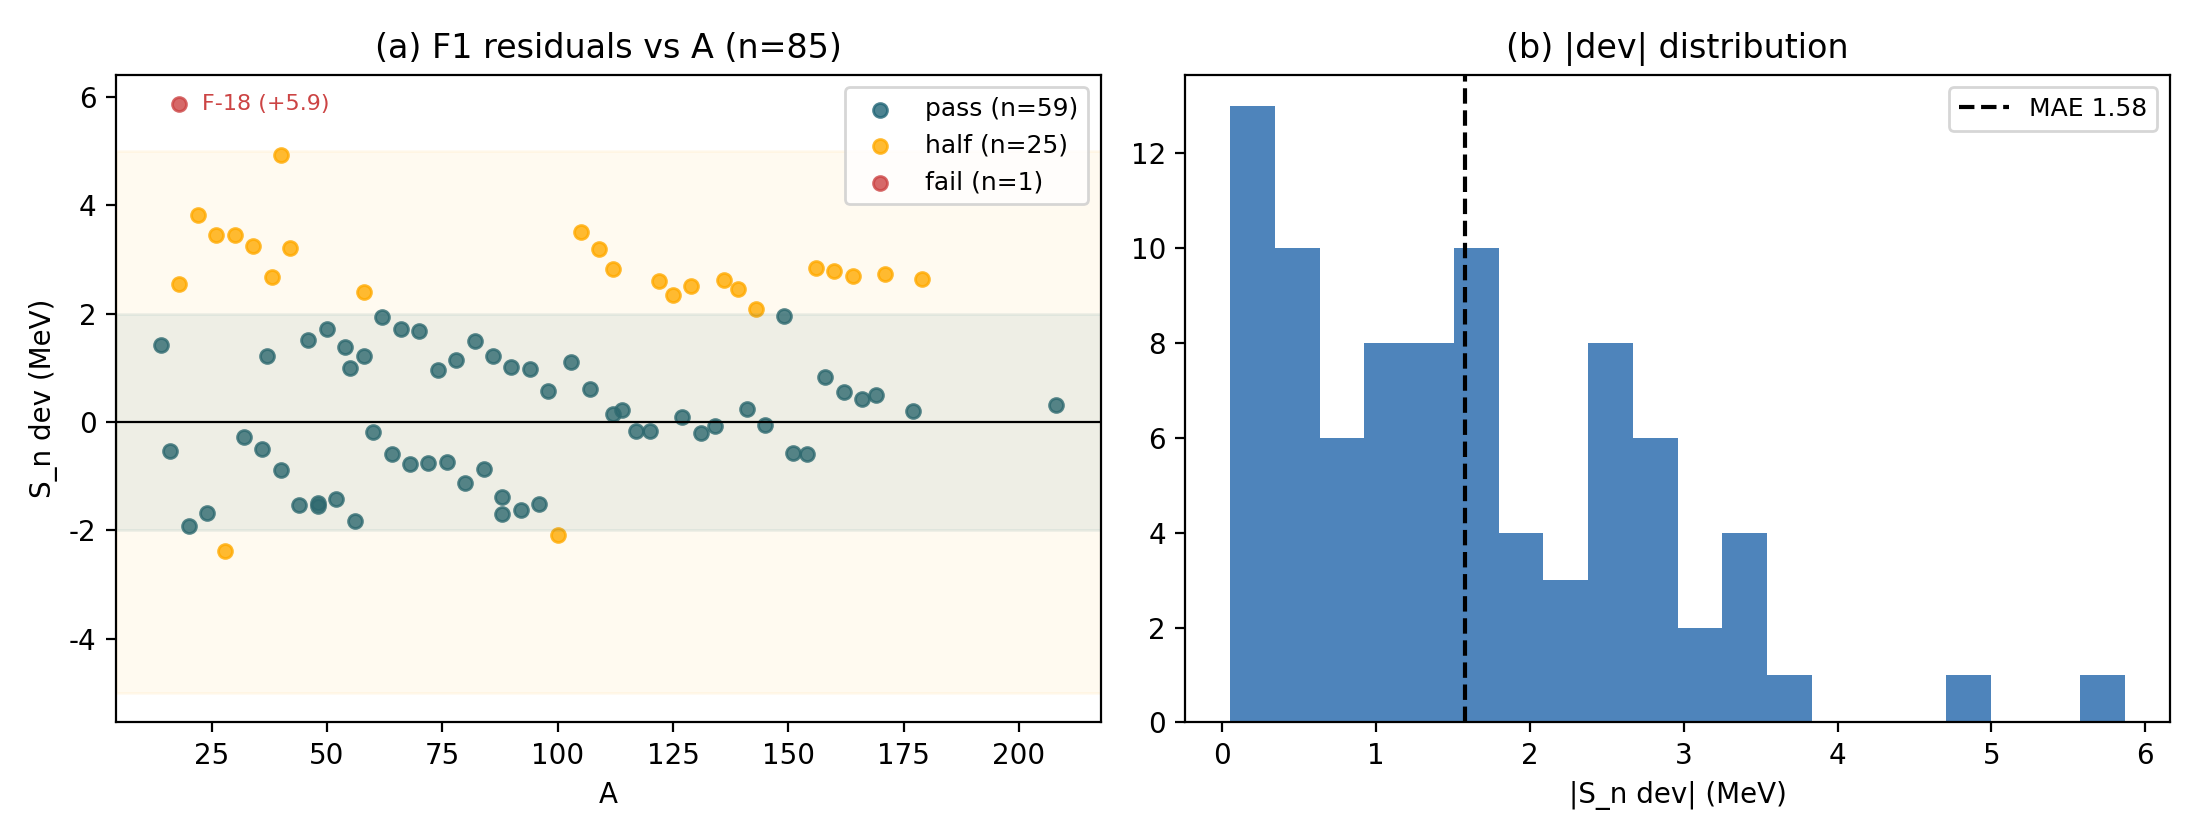 (a) F1 residuals vs A (n=85)
6
4
2
0
-2
-4
S_n dev (MeV)
F-18 (+5.9)
pass (n=59)
half (n=25)
fail (n=1)
25 50 75 100 125 150 175 200
A
(b) |dev| distribution
12
10
8
6
4
2
0
MAE 1.58
0 1 2 3 4 5 6
|S_n dev| (MeV)